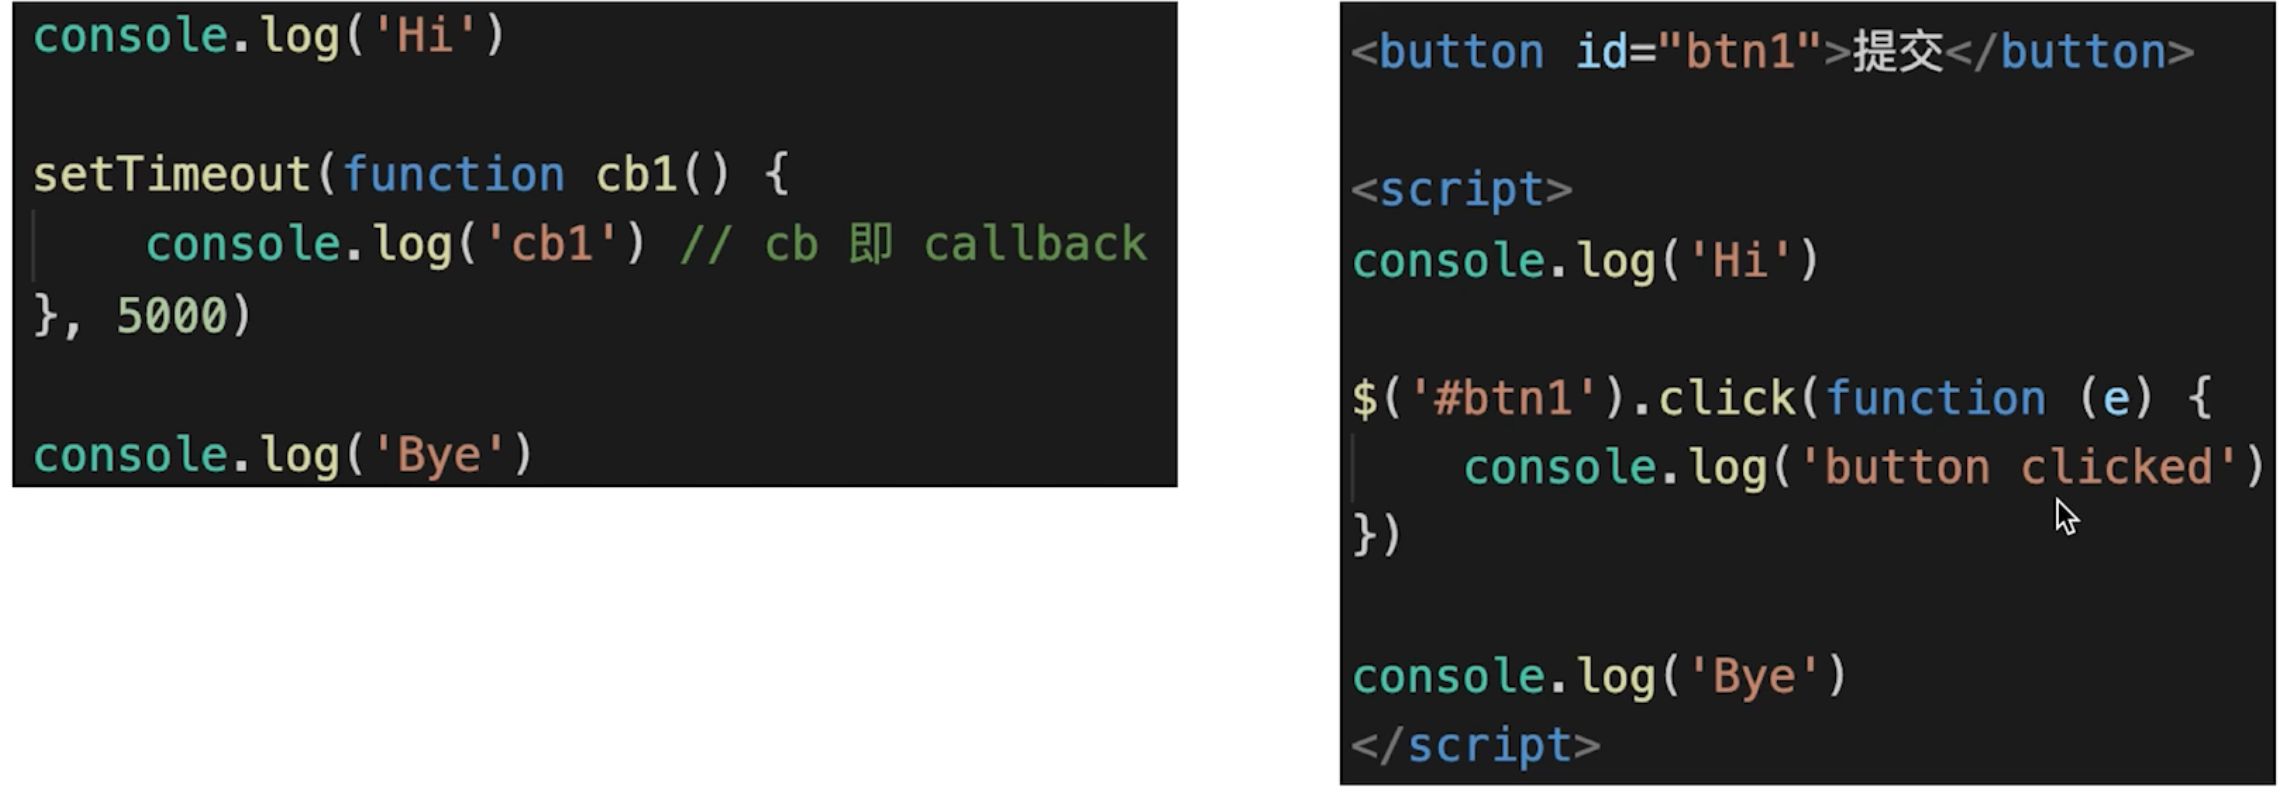 console.log('Hi')
setTimeout(function cb1() {
    console.log('cb1') // cb 即 callback
}, 5000)
console.log('Bye')
<button id="btn1">提交</button>
<script>
console.log('Hi')
$('#btn1').click(function (e) {
    console.log('button clicked')
})
console.log('Bye')
</script>